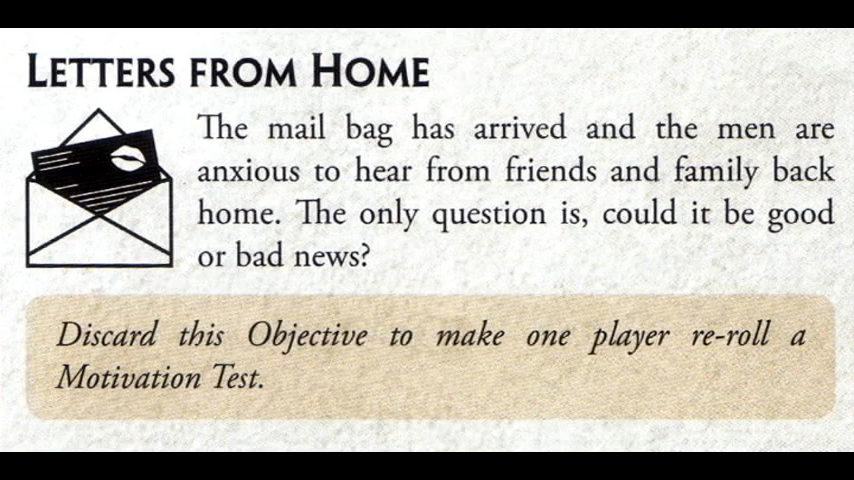 LETTERS FROM HOME
The mail bag has arrived and the men are
anxious to hear from friends and family back
home. The only question is, could it be good
or bad news?
Discard this Objective to make one player re-roll a
Motivation Test.